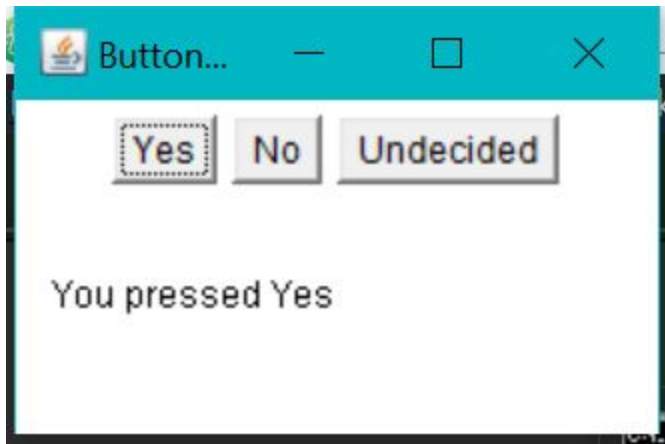 Button...
Yes No Undecided
You pressed Yes